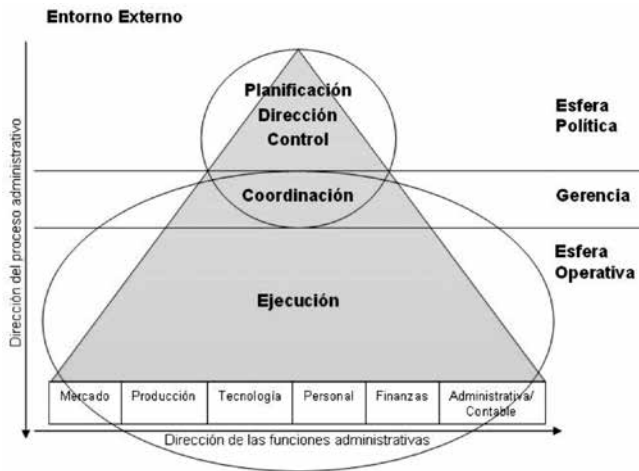 Entorno Externo
Planificación
Dirección
Control
Esfera
Política
Coordinación
Gerencia
Esfera
Operativa
Ejecución
Dirección del proceso administrativo
Mercado
Producción
Tecnología
Personal
Finanzas
Administrativa/
Contable
Dirección de las funciones administrativas